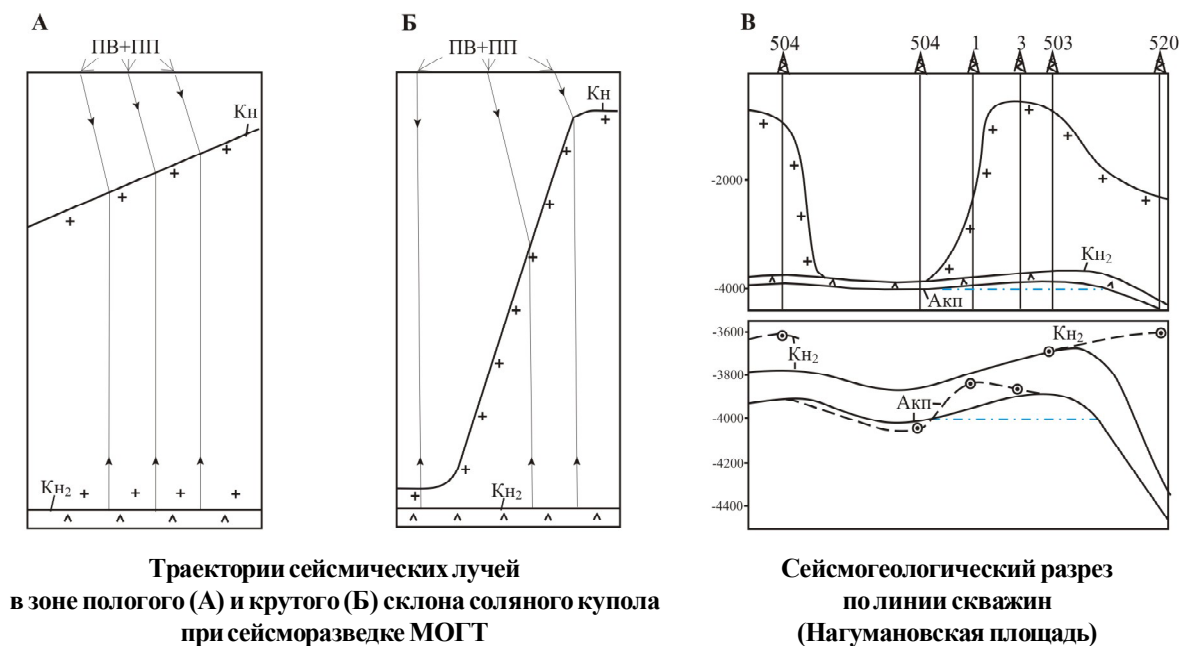 А
ПВ+ПП
Кн
Кн₂
Б
ПВ+ПП
Кн
Кн₂
В
504 504 1 3 503 520
-2000
-4000
Кн₂
Акп
-3600
-3800
-4000
-4200
-4400
Кн₂
Кн₂
Акп
Траектории сейсмических лучей
в зоне пологого (А) и крутого (Б) склона соляного купола
при сейсморазведке МОГТ
Сейсмогеологический разрез
по линии скважин
(Нагумановская площадь)